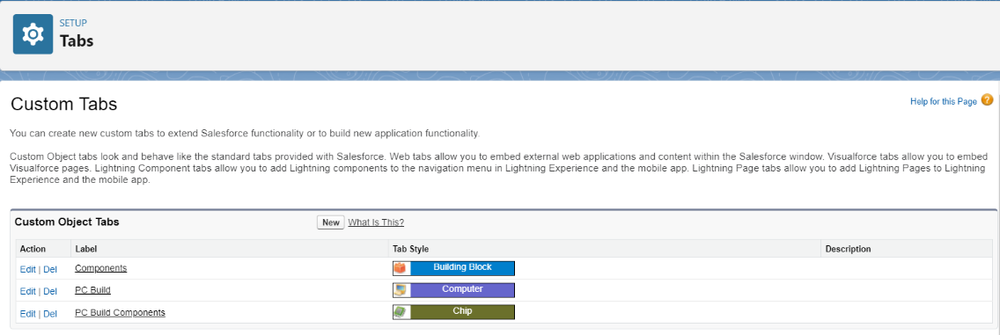 SETUP
Tabs
Custom Tabs
Help for this Page ?
You can create new custom tabs to extend Salesforce functionality or to build new application functionality.
Custom Object tabs look and behave like the standard tabs provided with Salesforce. Web tabs allow you to embed external web applications and content within the Salesforce window. Visualforce tabs allow you to embed
Visualforce pages. Lightning Component tabs allow you to add Lightning components to the navigation menu in Lightning Experience and the mobile app. Lightning Page tabs allow you to add Lightning Pages to Lightning
Experience and the mobile app.
Custom Object Tabs New What Is This?
Action Label Tab Style Description
Edit | Del Components Building Block
Edit | Del PC Build Computer
Edit | Del PC Build Components Chip